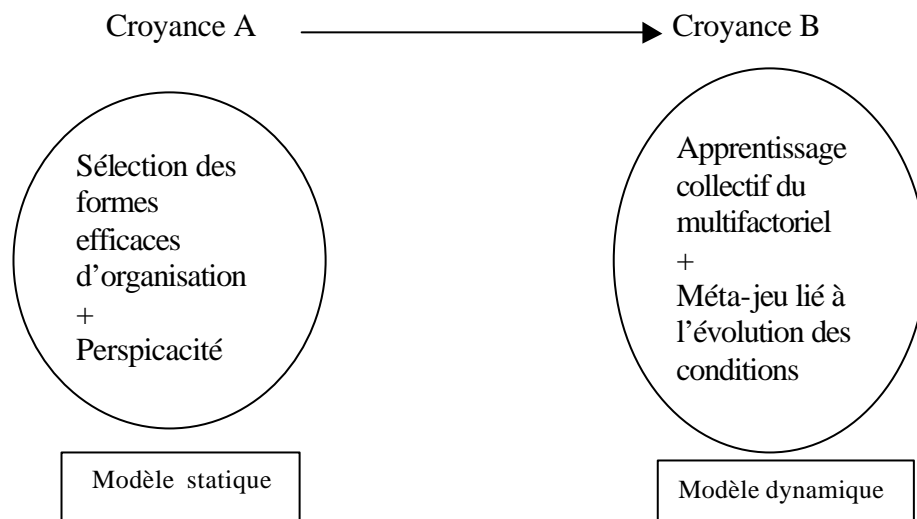 Croyance A
Croyance B
Sélection des
formes
efficaces
d’organisation
+
Perspicacité
Apprentissage
collectif du
multifactoriel
+
Méta-jeu lié à
l’évolution des
conditions
Modèle statique
Modèle dynamique